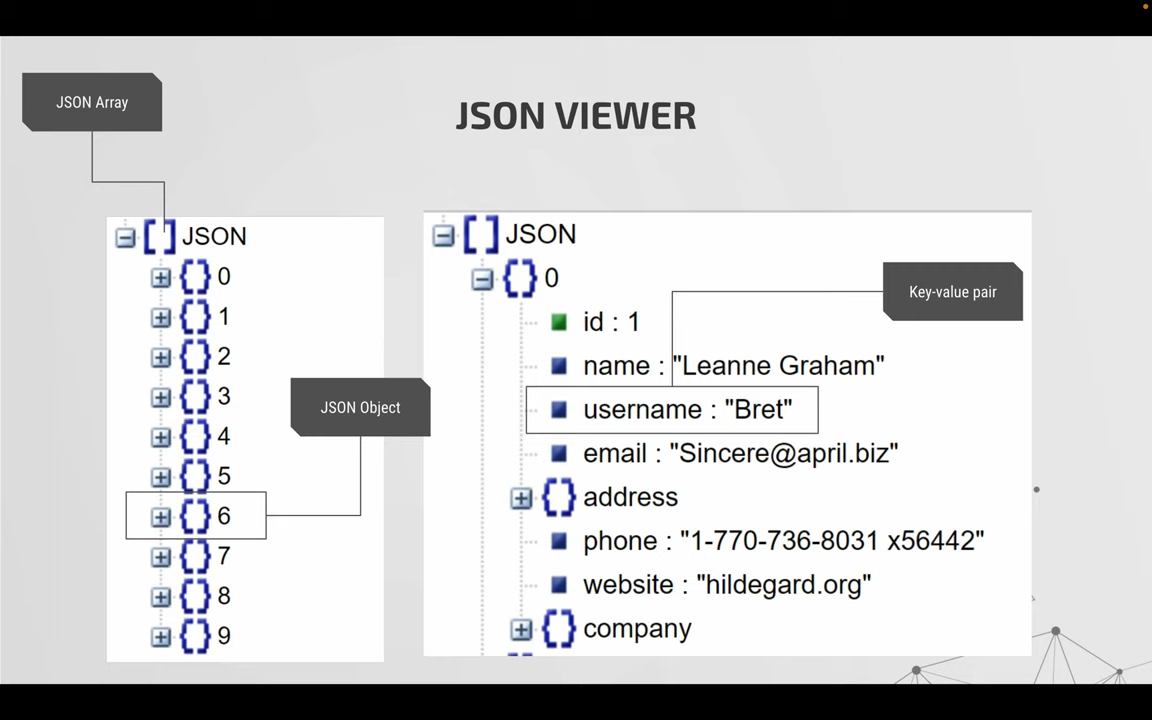 JSON Array
JSON VIEWER
JSON
0
1
2
3
4
5
6
7
8
9
JSON Object
JSON
0
id : 1
name : "Leanne Graham"
username : "Bret"
email : "Sincere@april.biz"
address
phone : "1-770-736-8031 x56442"
website : "hildegard.org"
company
Key-value pair